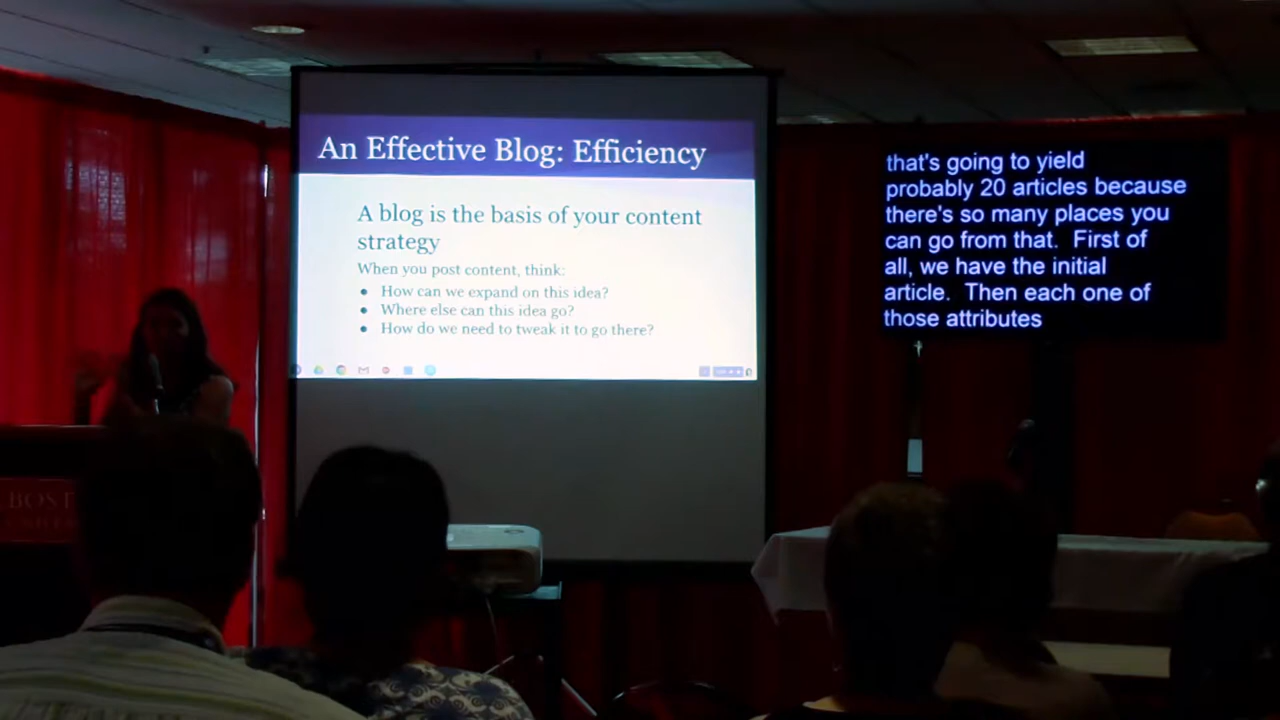 An Effective Blog: Efficiency
A blog is the basis of your content
strategy
When you post content, think:
• How can we expand on this idea?
• Where else can this idea go?
• How do we need to tweak it to go there?
that's going to yield
probably 20 articles because
there's so many places you
can go from that.  First of
all, we have the initial
article.  Then each one of
those attributes